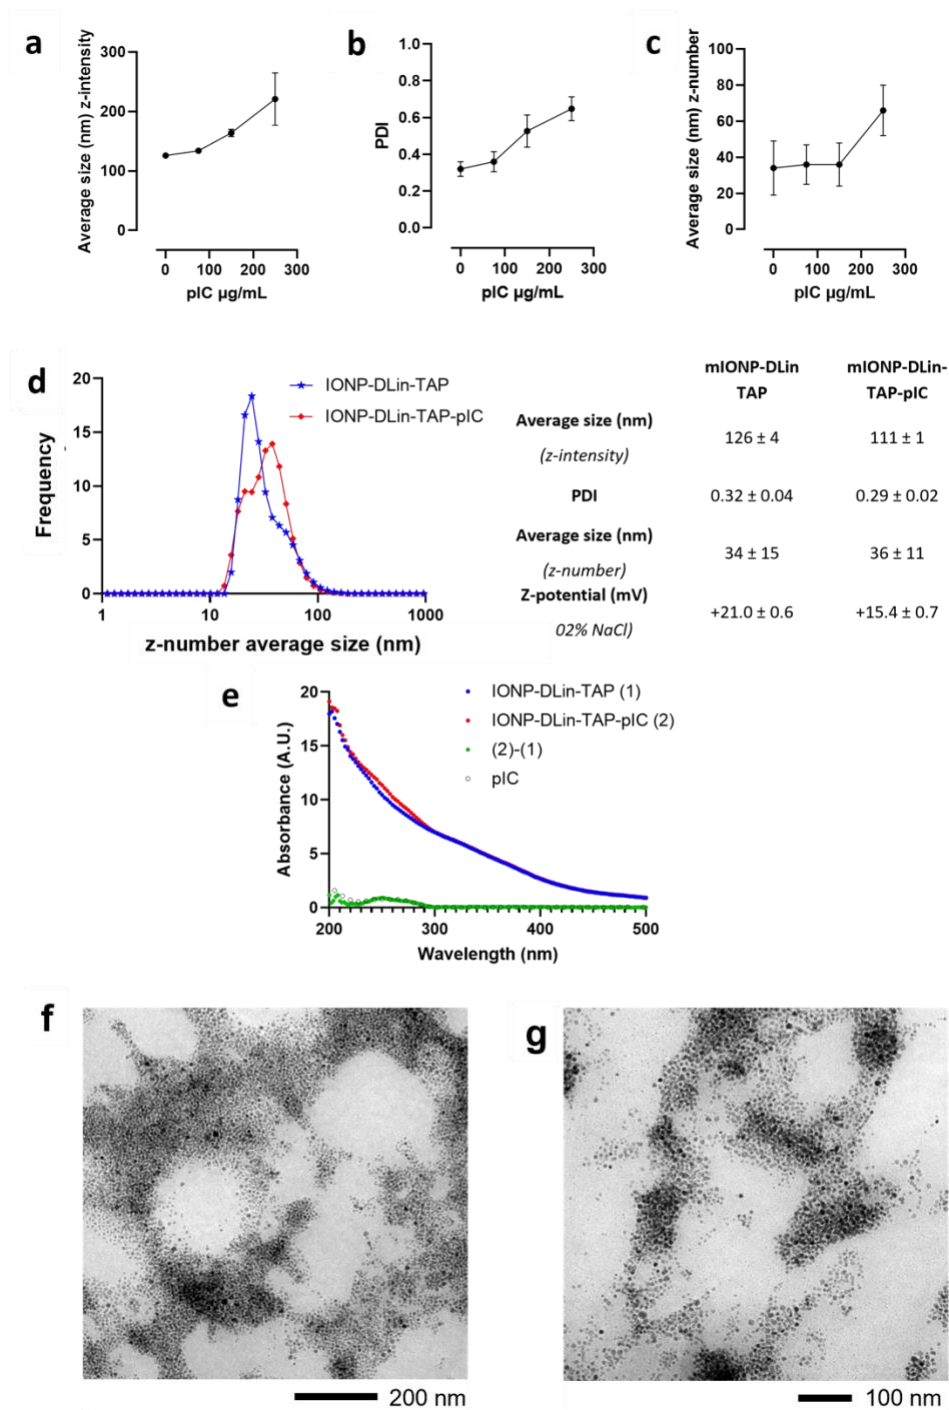 a
Average size (nm) z-intensity
300
200
100
0
0 100 200 300
pIC µg/mL
b
PDI
1.0
0.8
0.6
0.4
0.2
0.0
0 100 200 300
pIC µg/mL
c
Average size (nm) z-number
100
80
60
40
20
0
0 100 200 300
pIC µg/mL
d
Frequency
20
15
10
5
0
1 10 100 1000
z-number average size (nm)
IONP-DLin-TAP
IONP-DLin-TAP-pIC
mIONP-DLin
TAP
mIONP-DLin-
TAP-pIC
Average size (nm)
(z-intensity)
126 ± 4 111 ± 1
PDI 0.32 ± 0.04 0.29 ± 0.02
Average size (nm)
(z-number)
34 ± 15 36 ± 11
Z-potential (mV)
02% NaCl)
+21.0 ± 0.6 +15.4 ± 0.7
e
Absorbance (A.U.)
20
15
10
5
0
200 300 400 500
Wavelength (nm)
IONP-DLin-TAP (1)
IONP-DLin-TAP-pIC (2)
(2)-(1)
pIC
f
200 nm
g
100 nm